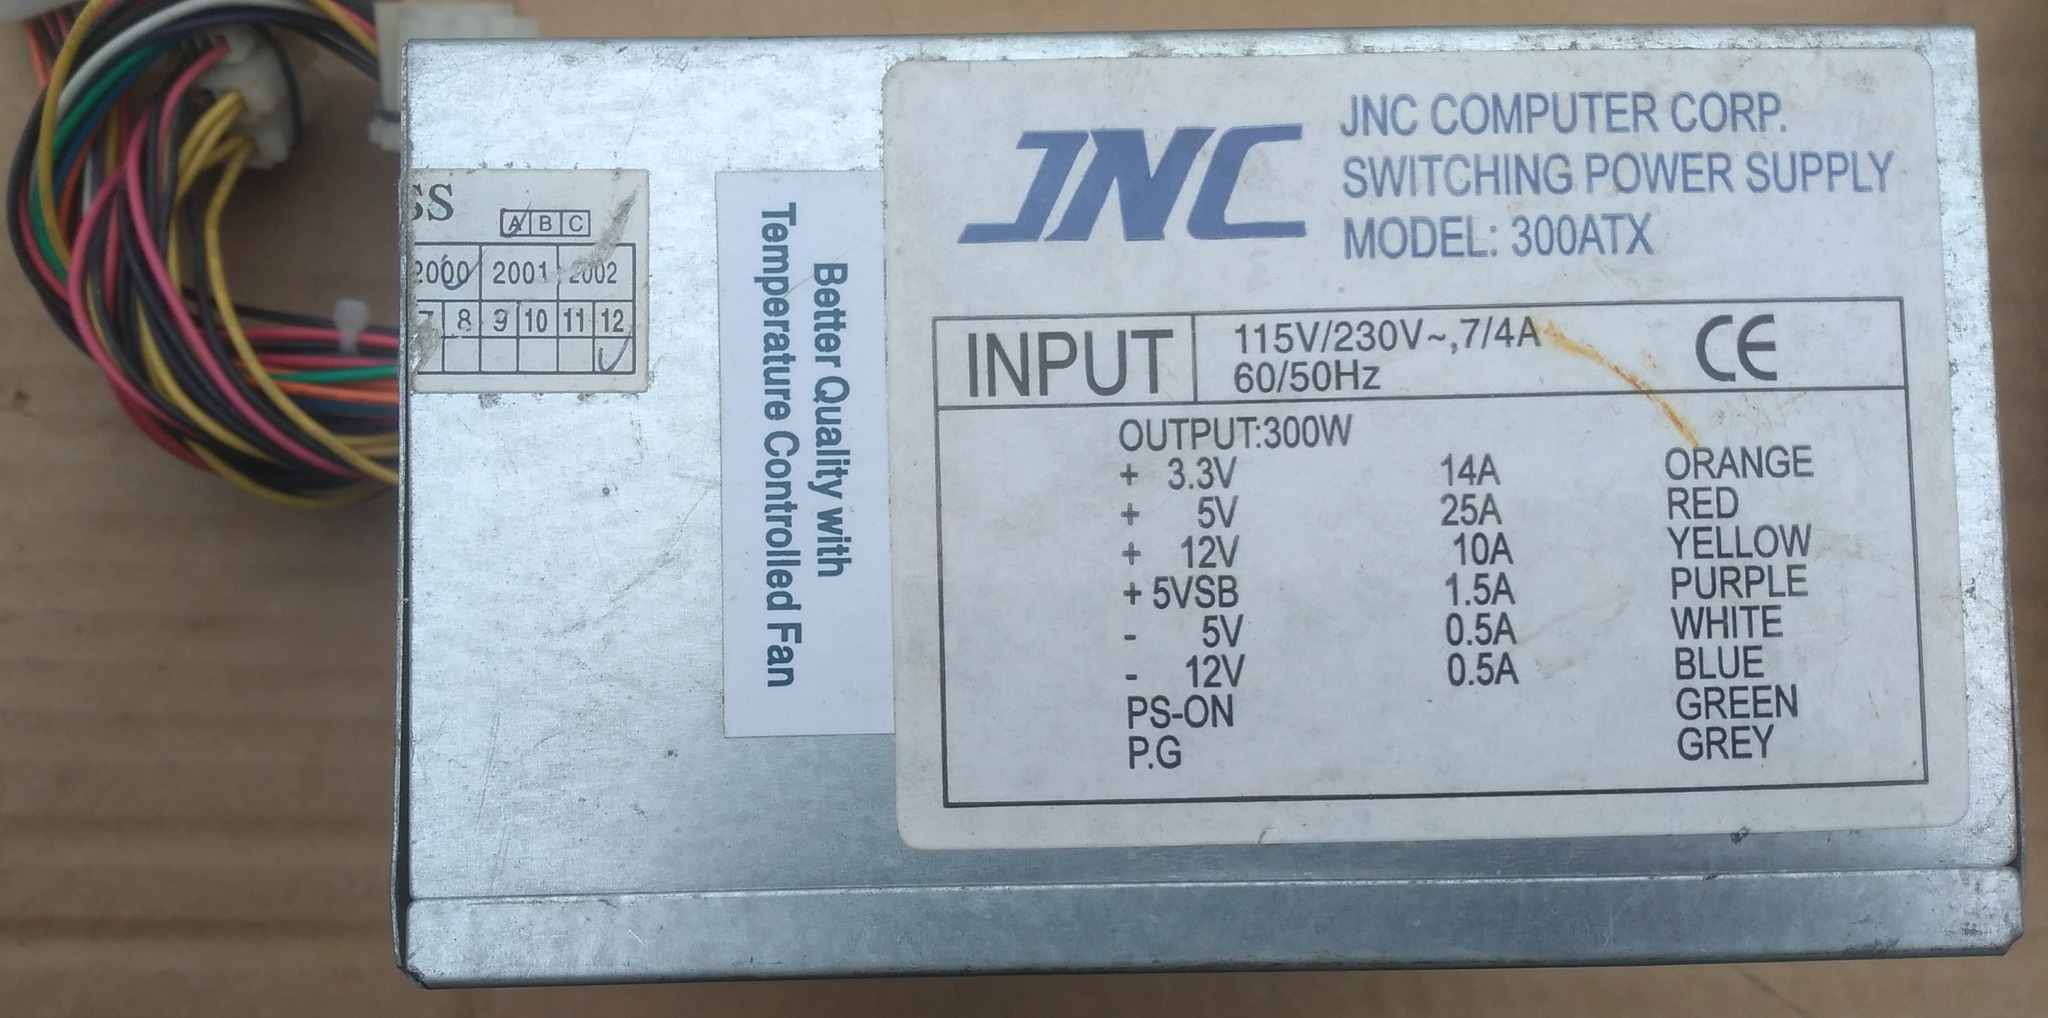 SS
A B C
2000 2001 2002
7 8 9 10 11 12
Better Quality with
Temperature Controlled Fan
JNC
JNC COMPUTER CORP.
SWITCHING POWER SUPPLY
MODEL: 300ATX
INPUT
115V/230V~,7/4A
60/50Hz
CE
OUTPUT:300W
+ 3.3V 14A ORANGE
+ 5V 25A RED
+ 12V 10A YELLOW
+ 5VSB 1.5A PURPLE
- 5V 0.5A WHITE
- 12V 0.5A BLUE
PS-ON GREEN
P.G GREY